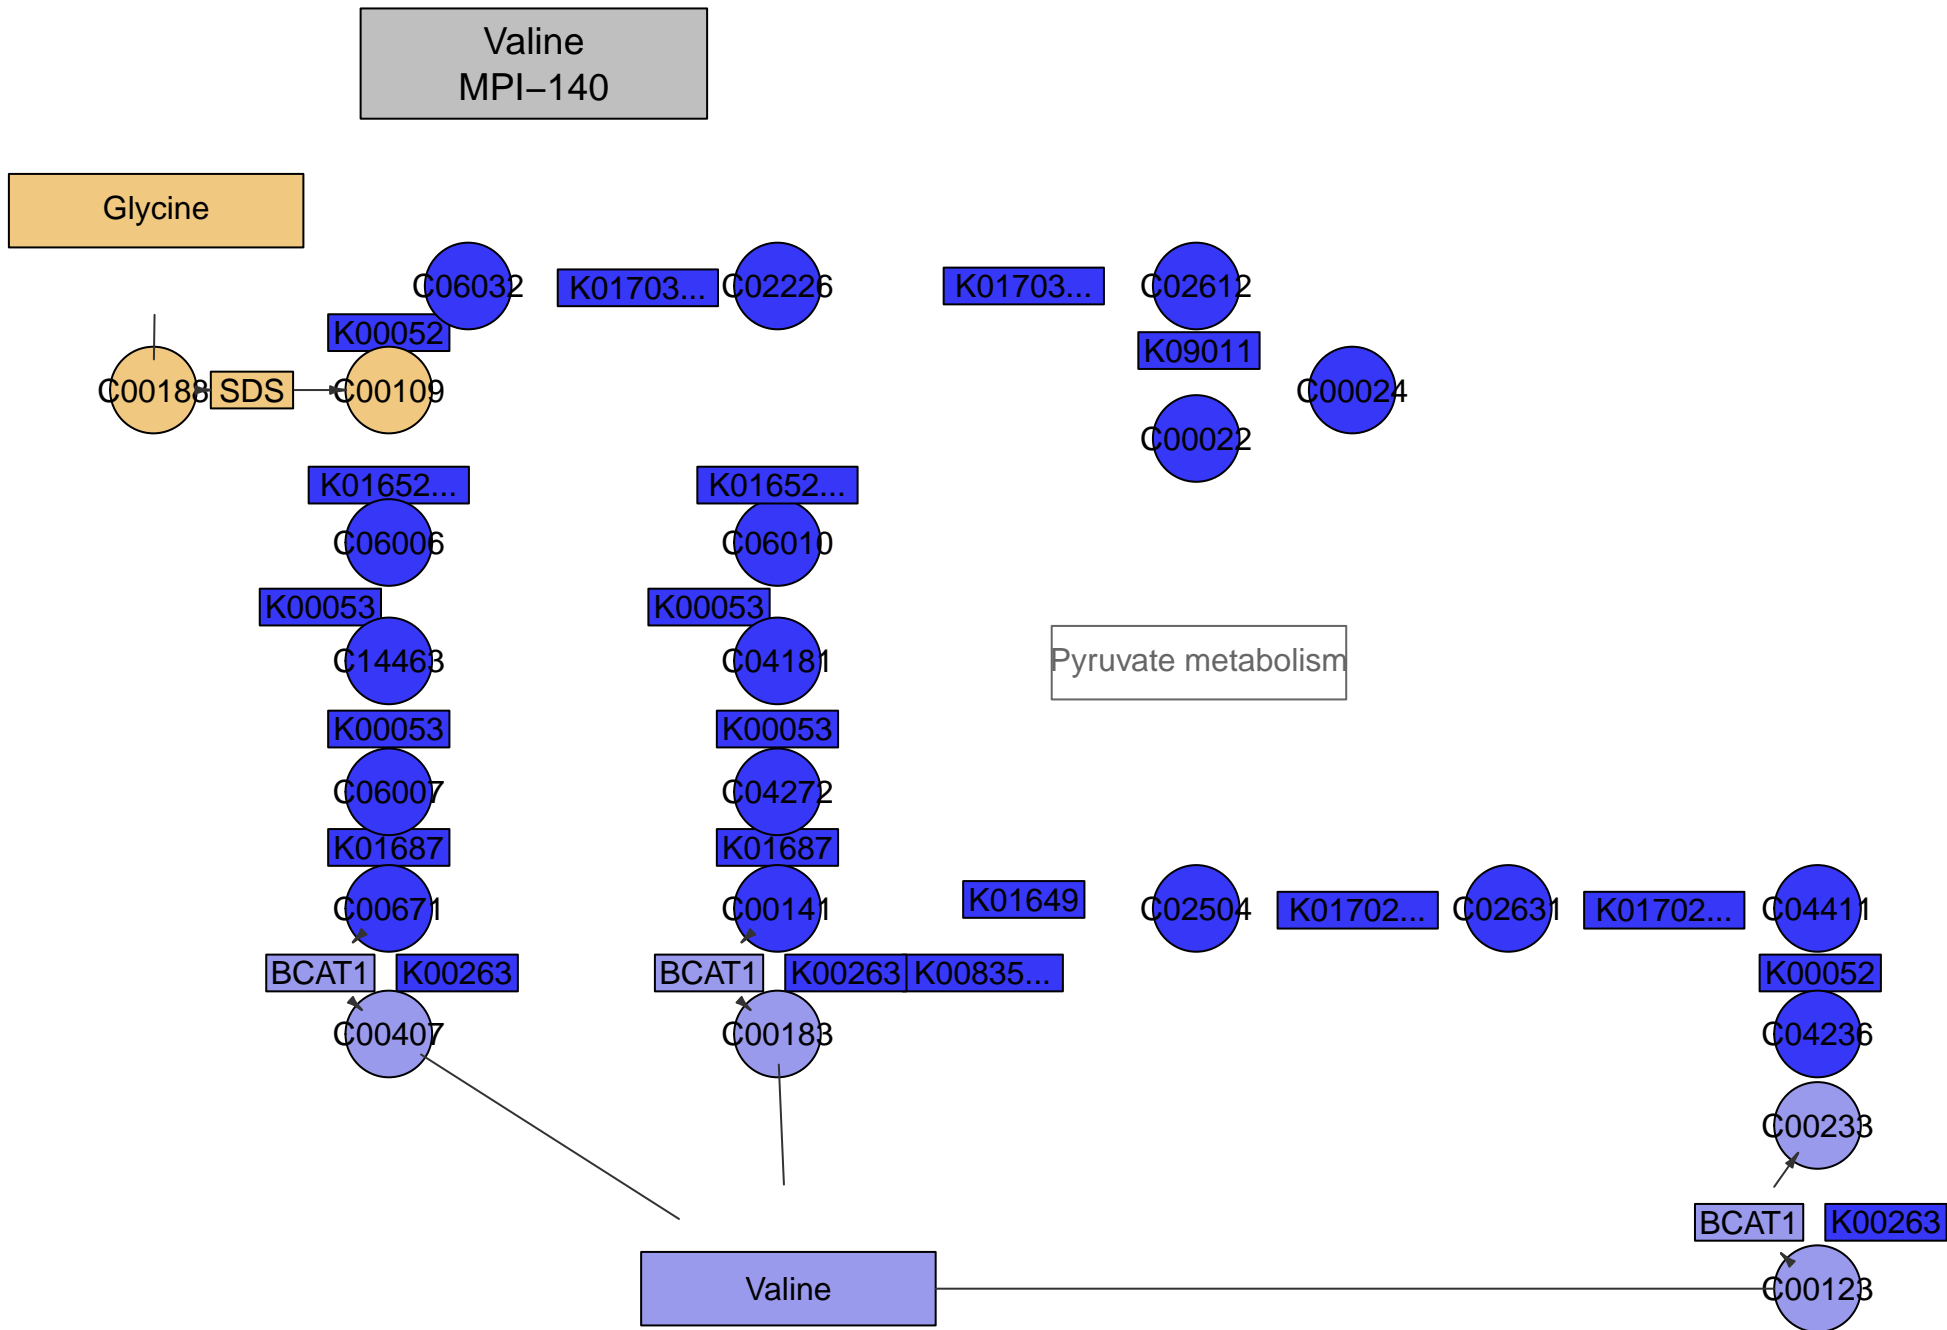 Valine
MPI−140
Glycine
C06032
K01703...
C02226
K01703...
C02612
K00052
K09011
C00188
SDS
C00109
C00024
C00022
K01652...
K01652...
C06006
C06010
K00053
K00053
C14463
C04181
Pyruvate metabolism
K00053
K00053
C06007
C04272
K01687
K01687
C00671
C00141
K01649
C02504
K01702...
C02631
K01702...
C04411
BCAT1
K00263
BCAT1
K00263
K00835...
K00052
C00407
C00183
C04236
C00233
BCAT1
K00263
Valine
C00123